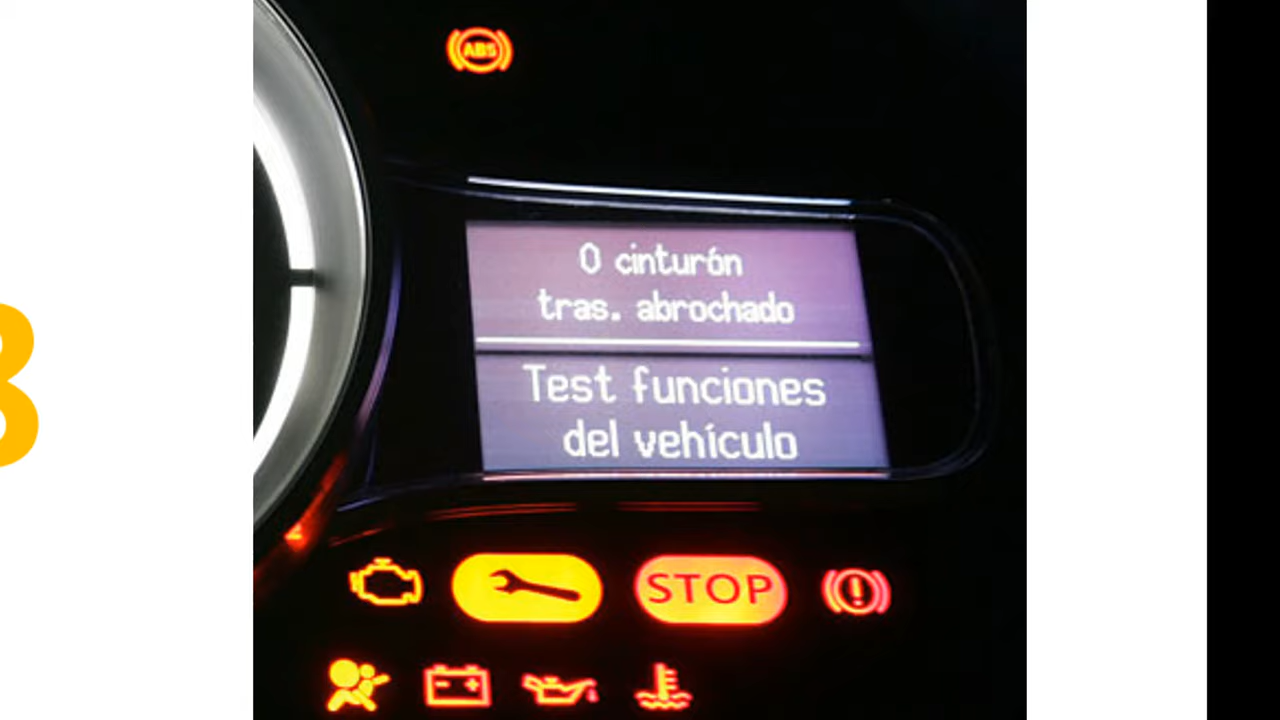 ABS
0 cinturón
tras. abrochado
Test funciones
del vehículo
STOP